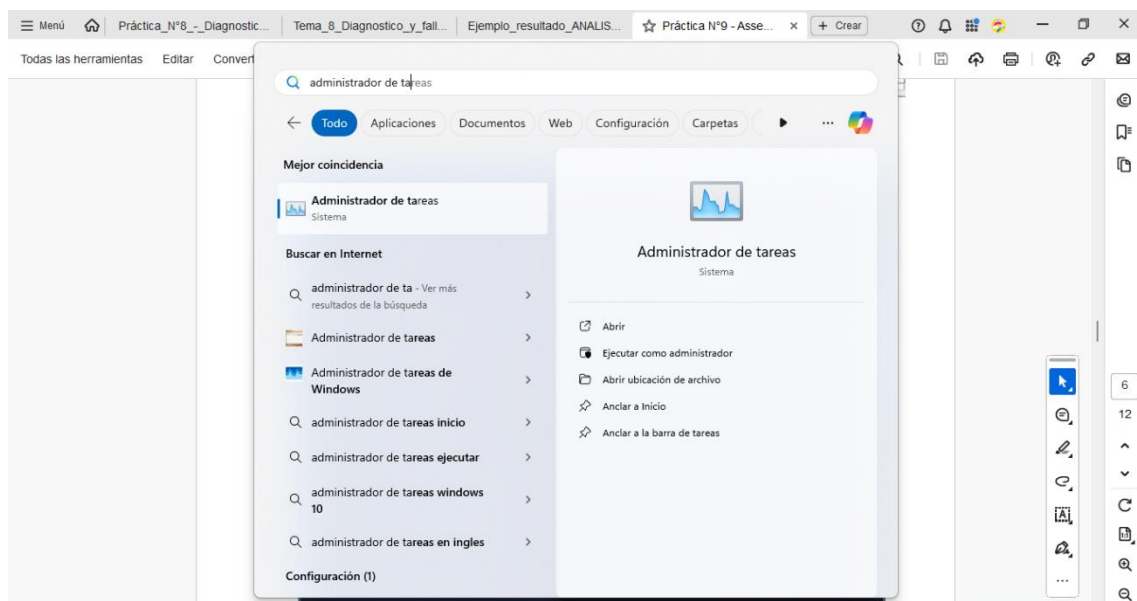 Menú
Práctica_N°8_-_Diagnostic...
Tema_8_Diagnostico_y_fall...
Ejemplo_resultado_ANALIS...
Práctica N°9 - Asse...
+ Crear
Todas las herramientas
Editar
Convert
administrador de tareas
Todo
Aplicaciones
Documentos
Web
Configuración
Carpetas
Mejor coincidencia
Administrador de tareas
Sistema
Buscar en Internet
administrador de ta - Ver más
resultados de la búsqueda
Administrador de tareas
Administrador de tareas de
Windows
administrador de tareas inicio
administrador de tareas ejecutar
administrador de tareas windows
10
administrador de tareas en ingles
Configuración (1)
Administrador de tareas
Sistema
Abrir
Ejecutar como administrador
Abrir ubicación de archivo
Anclar a Inicio
Anclar a la barra de tareas
6
12